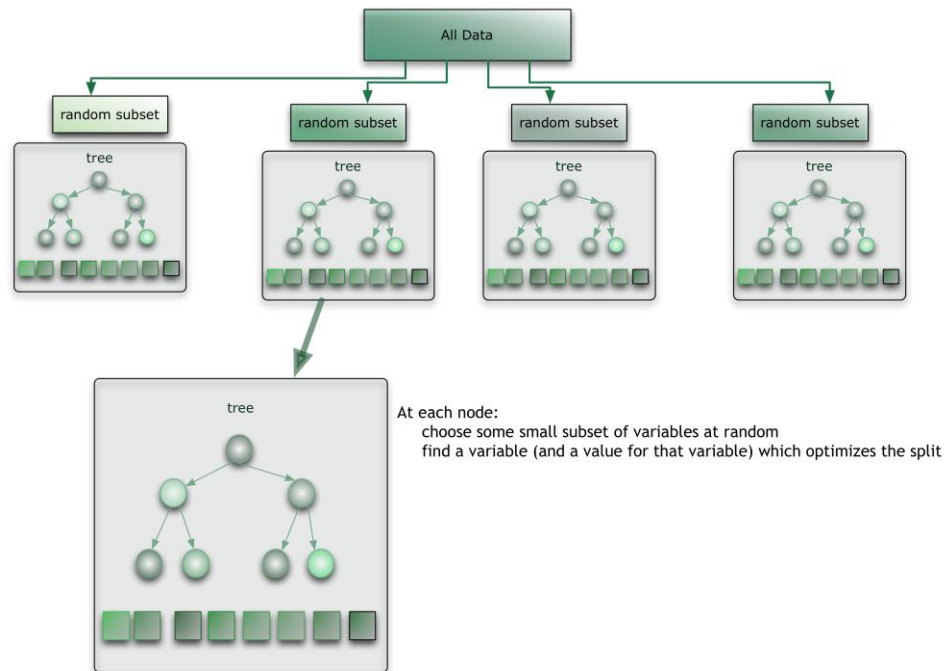 All Data
random subset
random subset
random subset
random subset
tree
tree
tree
tree
tree
At each node:
choose some small subset of variables at random
find a variable (and a value for that variable) which optimizes the split